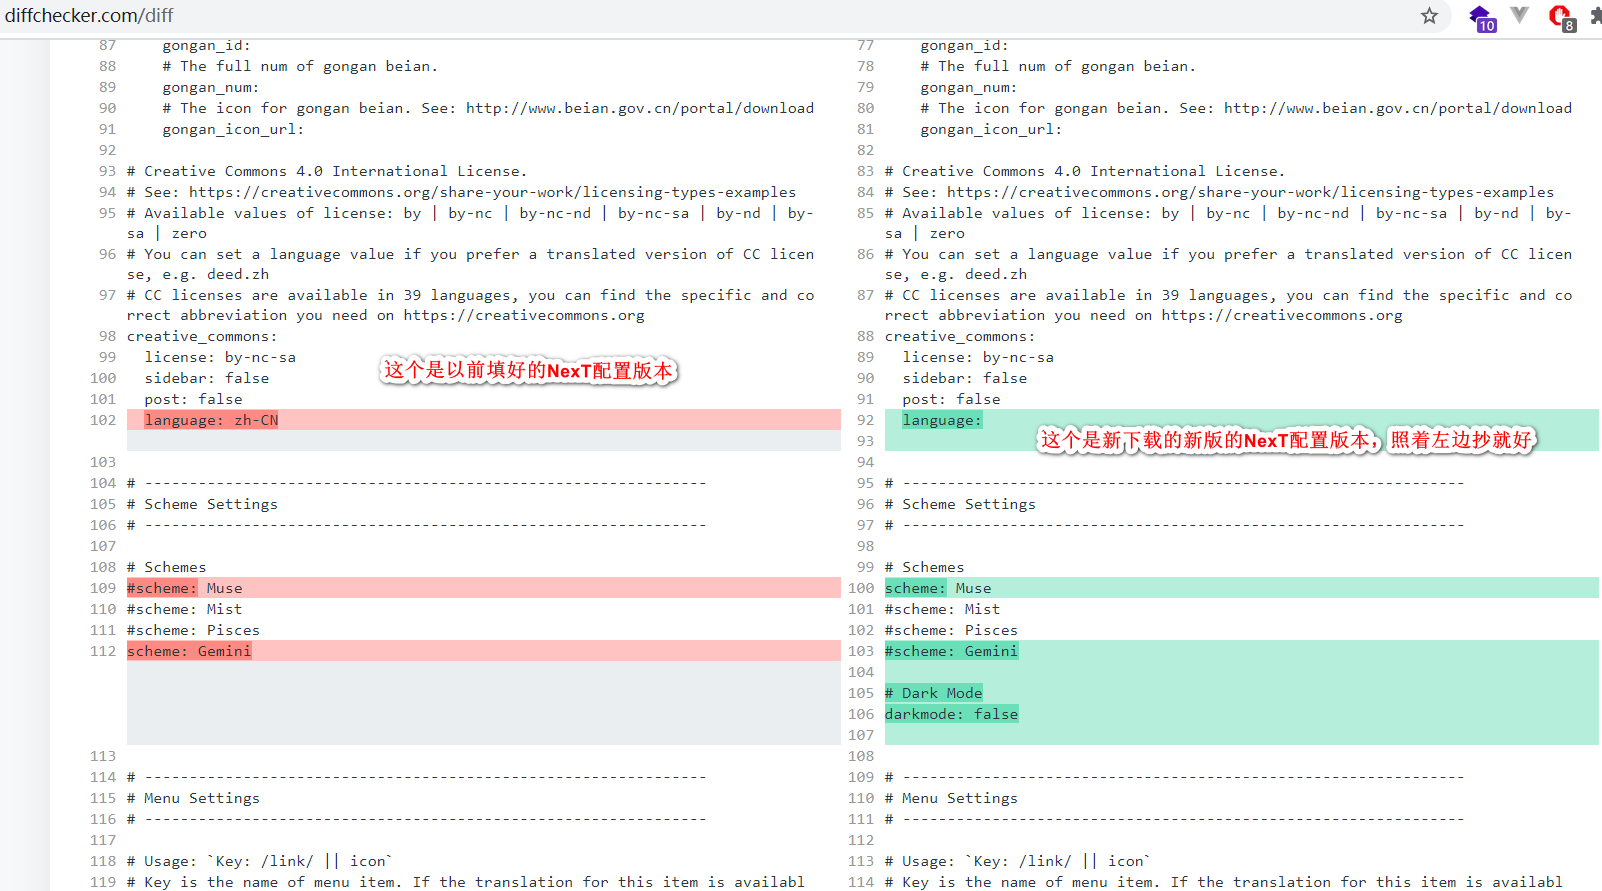 diffchecker.com/diff
10
8
87 gongan_id:
88 # The full num of gongan beian.
89 gongan_num:
90 # The icon for gongan beian. See: http://www.beian.gov.cn/portal/download
91 gongan_icon_url:
92
93 # Creative Commons 4.0 International License.
94 # See: https://creativecommons.org/share-your-work/licensing-types-examples
95 # Available values of license: by | by-nc | by-nc-nd | by-nc-sa | by-nd | by-
sa | zero
96 # You can set a language value if you prefer a translated version of CC licen
se, e.g. deed.zh
97 # CC licenses are available in 39 languages, you can find the specific and co
rrect abbreviation you need on https://creativecommons.org
98 creative_commons:
99 license: by-nc-sa
100 sidebar: false
101 post: false
102 language: zh-CN
这个是以前填好的NexT配置版本
103
104 # ---------------------------------------------------------------
105 # Scheme Settings
106 # ---------------------------------------------------------------
107
108 # Schemes
109 #scheme: Muse
110 #scheme: Mist
111 #scheme: Pisces
112 scheme: Gemini
113
114 # ---------------------------------------------------------------
115 # Menu Settings
116 # ---------------------------------------------------------------
117
118 # Usage: `Key: /link/ || icon`
119 # Key is the name of menu item. If the translation for this item is availabl
77 gongan_id:
78 # The full num of gongan beian.
79 gongan_num:
80 # The icon for gongan beian. See: http://www.beian.gov.cn/portal/download
81 gongan_icon_url:
82
83 # Creative Commons 4.0 International License.
84 # See: https://creativecommons.org/share-your-work/licensing-types-examples
85 # Available values of license: by | by-nc | by-nc-nd | by-nc-sa | by-nd | by-
sa | zero
86 # You can set a language value if you prefer a translated version of CC licen
se, e.g. deed.zh
87 # CC licenses are available in 39 languages, you can find the specific and co
rrect abbreviation you need on https://creativecommons.org
88 creative_commons:
89 license: by-nc-sa
90 sidebar: false
91 post: false
92 language:
93
这个是新下载的新版的NexT配置版本，照着左边抄就好
94
95 # ---------------------------------------------------------------
96 # Scheme Settings
97 # ---------------------------------------------------------------
98
99 # Schemes
100 scheme: Muse
101 #scheme: Mist
102 #scheme: Pisces
103 #scheme: Gemini
104
105 # Dark Mode
106 darkmode: false
107
108
109 # ---------------------------------------------------------------
110 # Menu Settings
111 # ---------------------------------------------------------------
112
113 # Usage: `Key: /link/ || icon`
114 # Key is the name of menu item. If the translation for this item is availabl